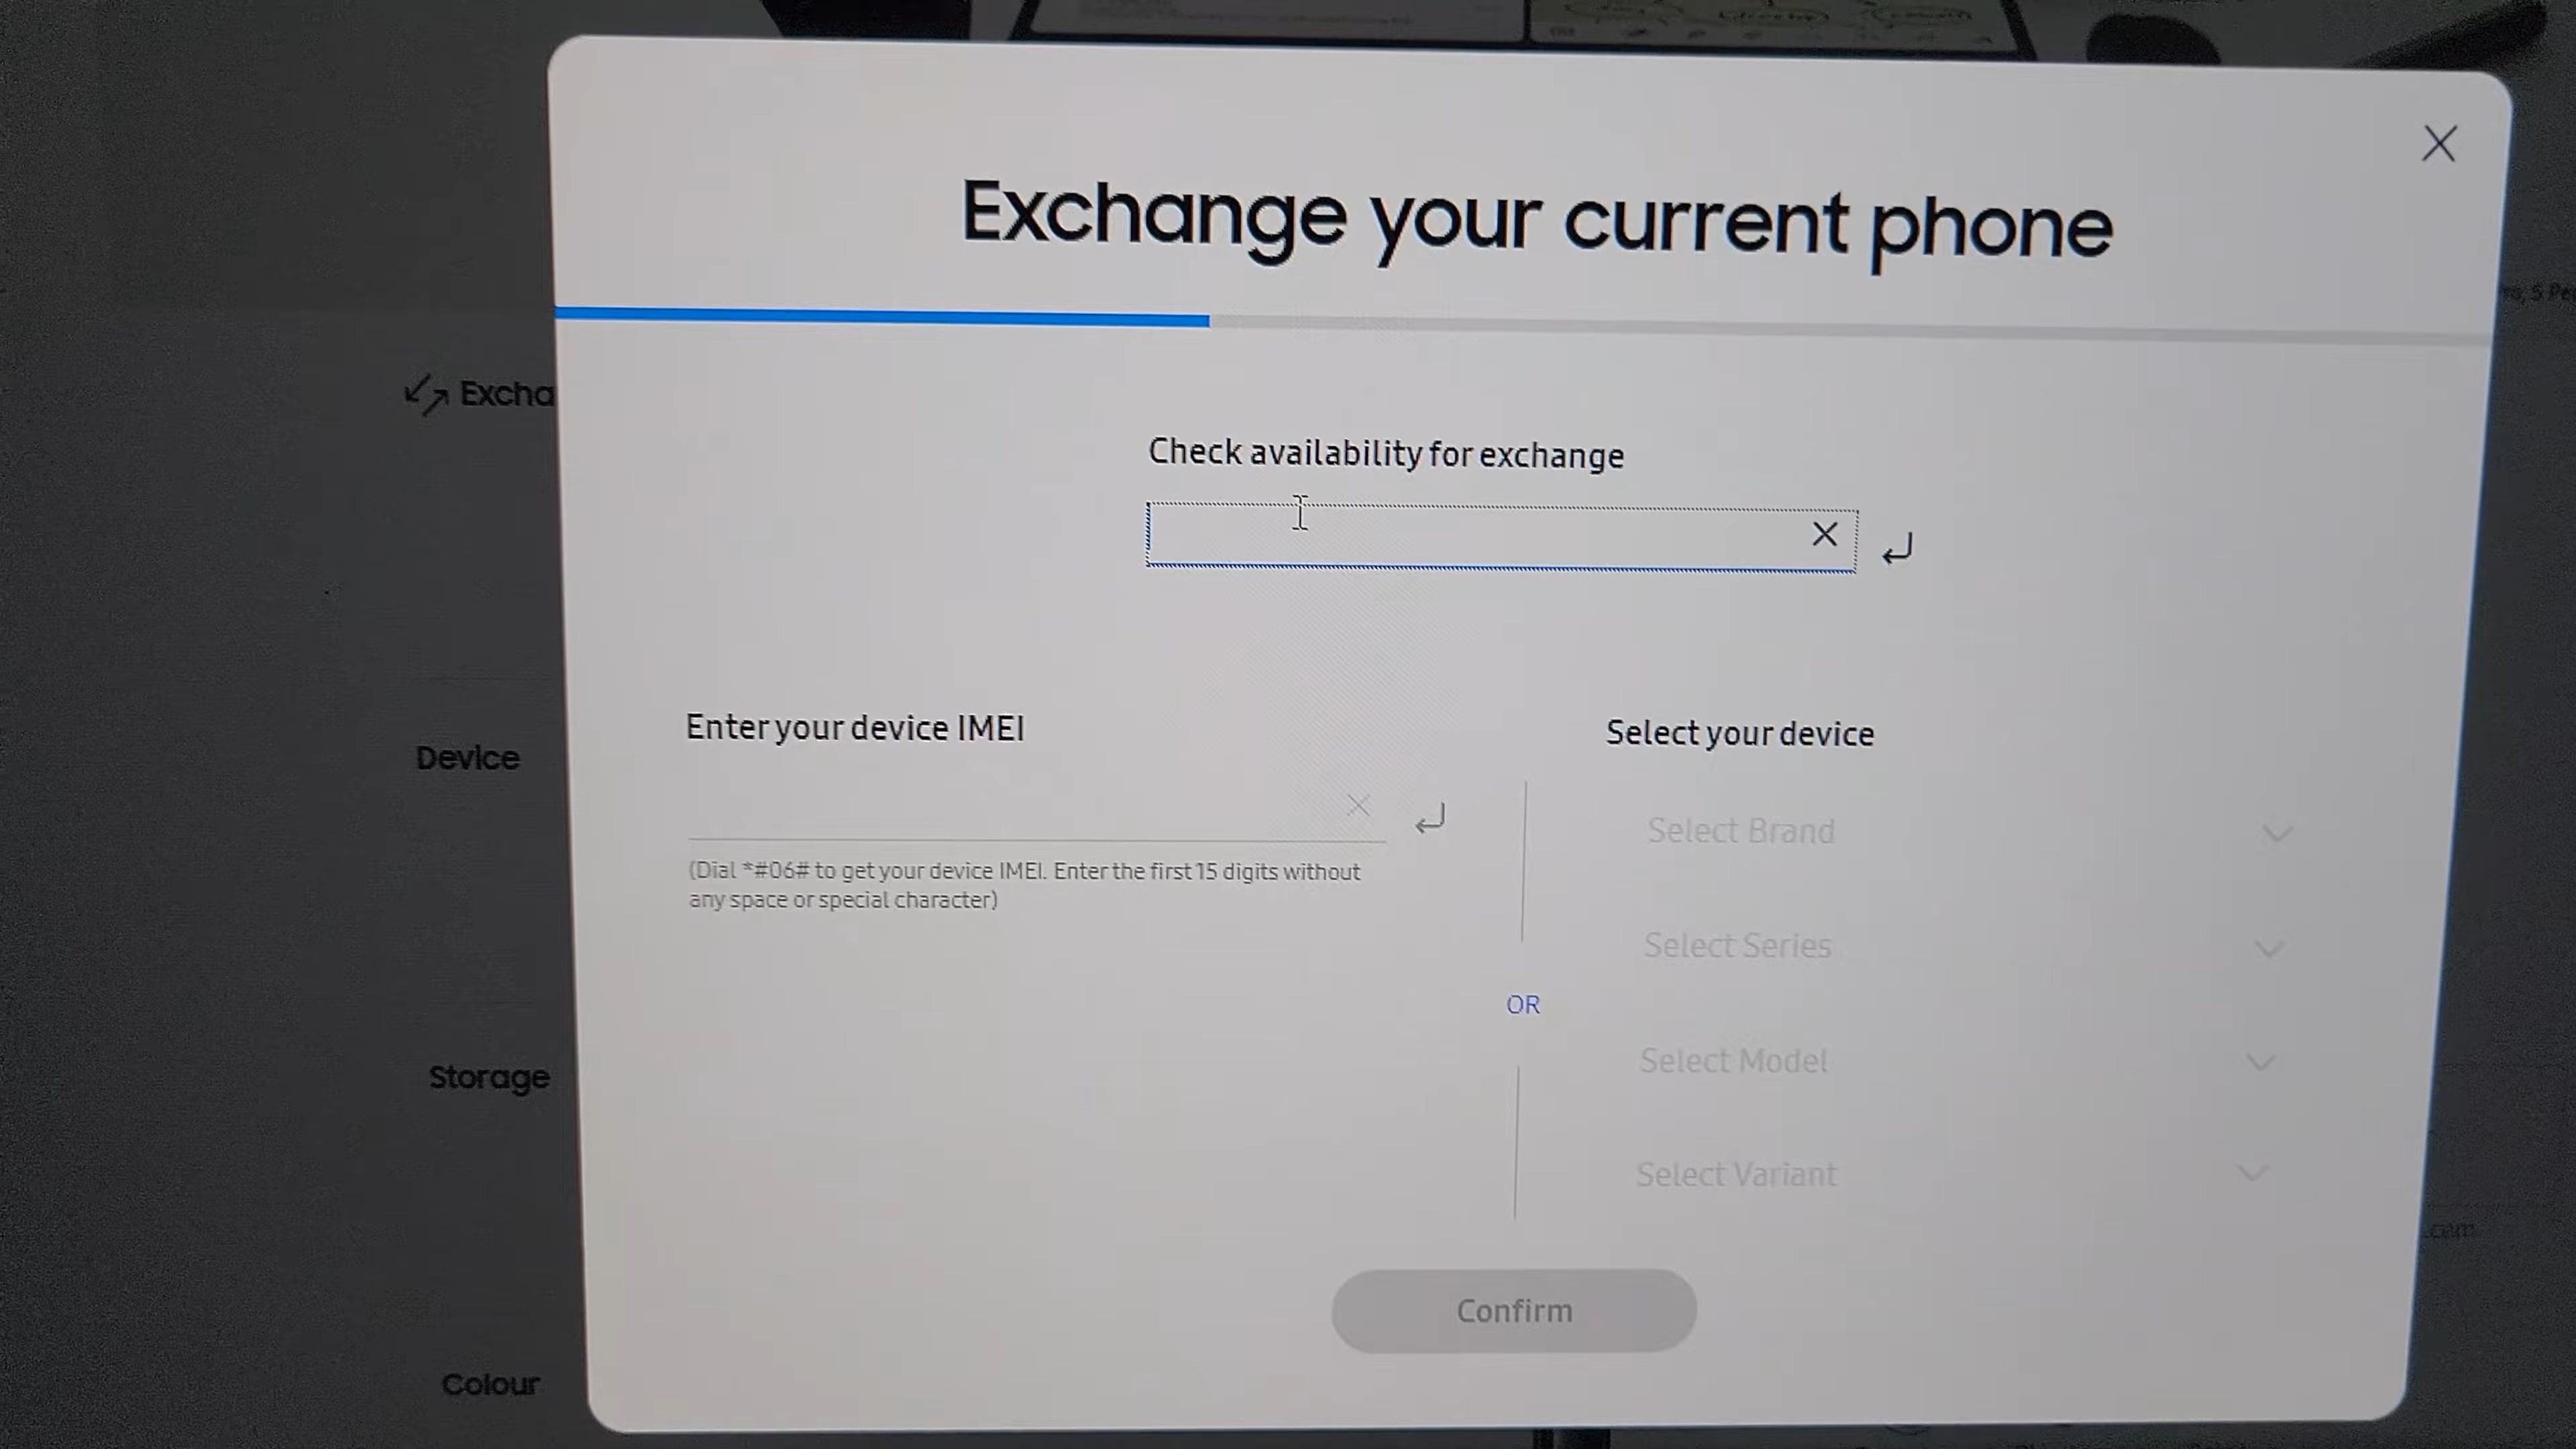 Exchange your current phone
Excha
Check availability for exchange
Enter your device IMEI
(Dial *#06# to get your device IMEI. Enter the first 15 digits without
any space or special character)
OR
Select your device
Select Brand
Select Series
Select Model
Select Variant
Confirm
Device
Storage
Colour